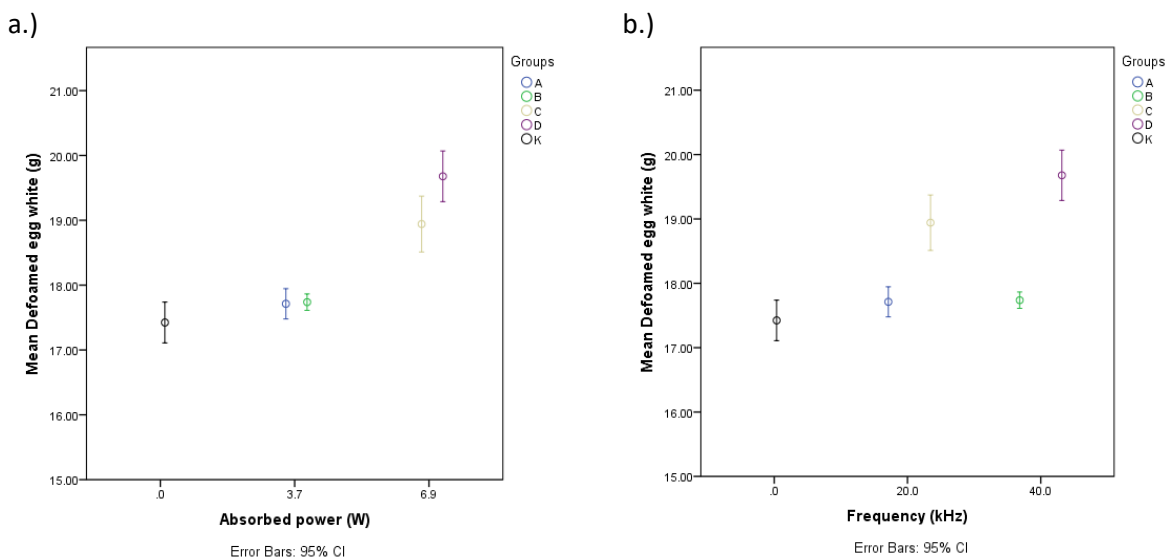 a.)
Groups
A
B
C
D
K
21.00
20.00
19.00
18.00
17.00
16.00
15.00
Mean Defoamed egg white (g)
.0
3.7
6.9
Absorbed power (W)
Error Bars: 95% CI
b.)
Groups
A
B
C
D
K
21.00
20.00
19.00
18.00
17.00
16.00
15.00
Mean Defoamed egg white (g)
.0
20.0
40.0
Frequency (kHz)
Error Bars: 95% CI